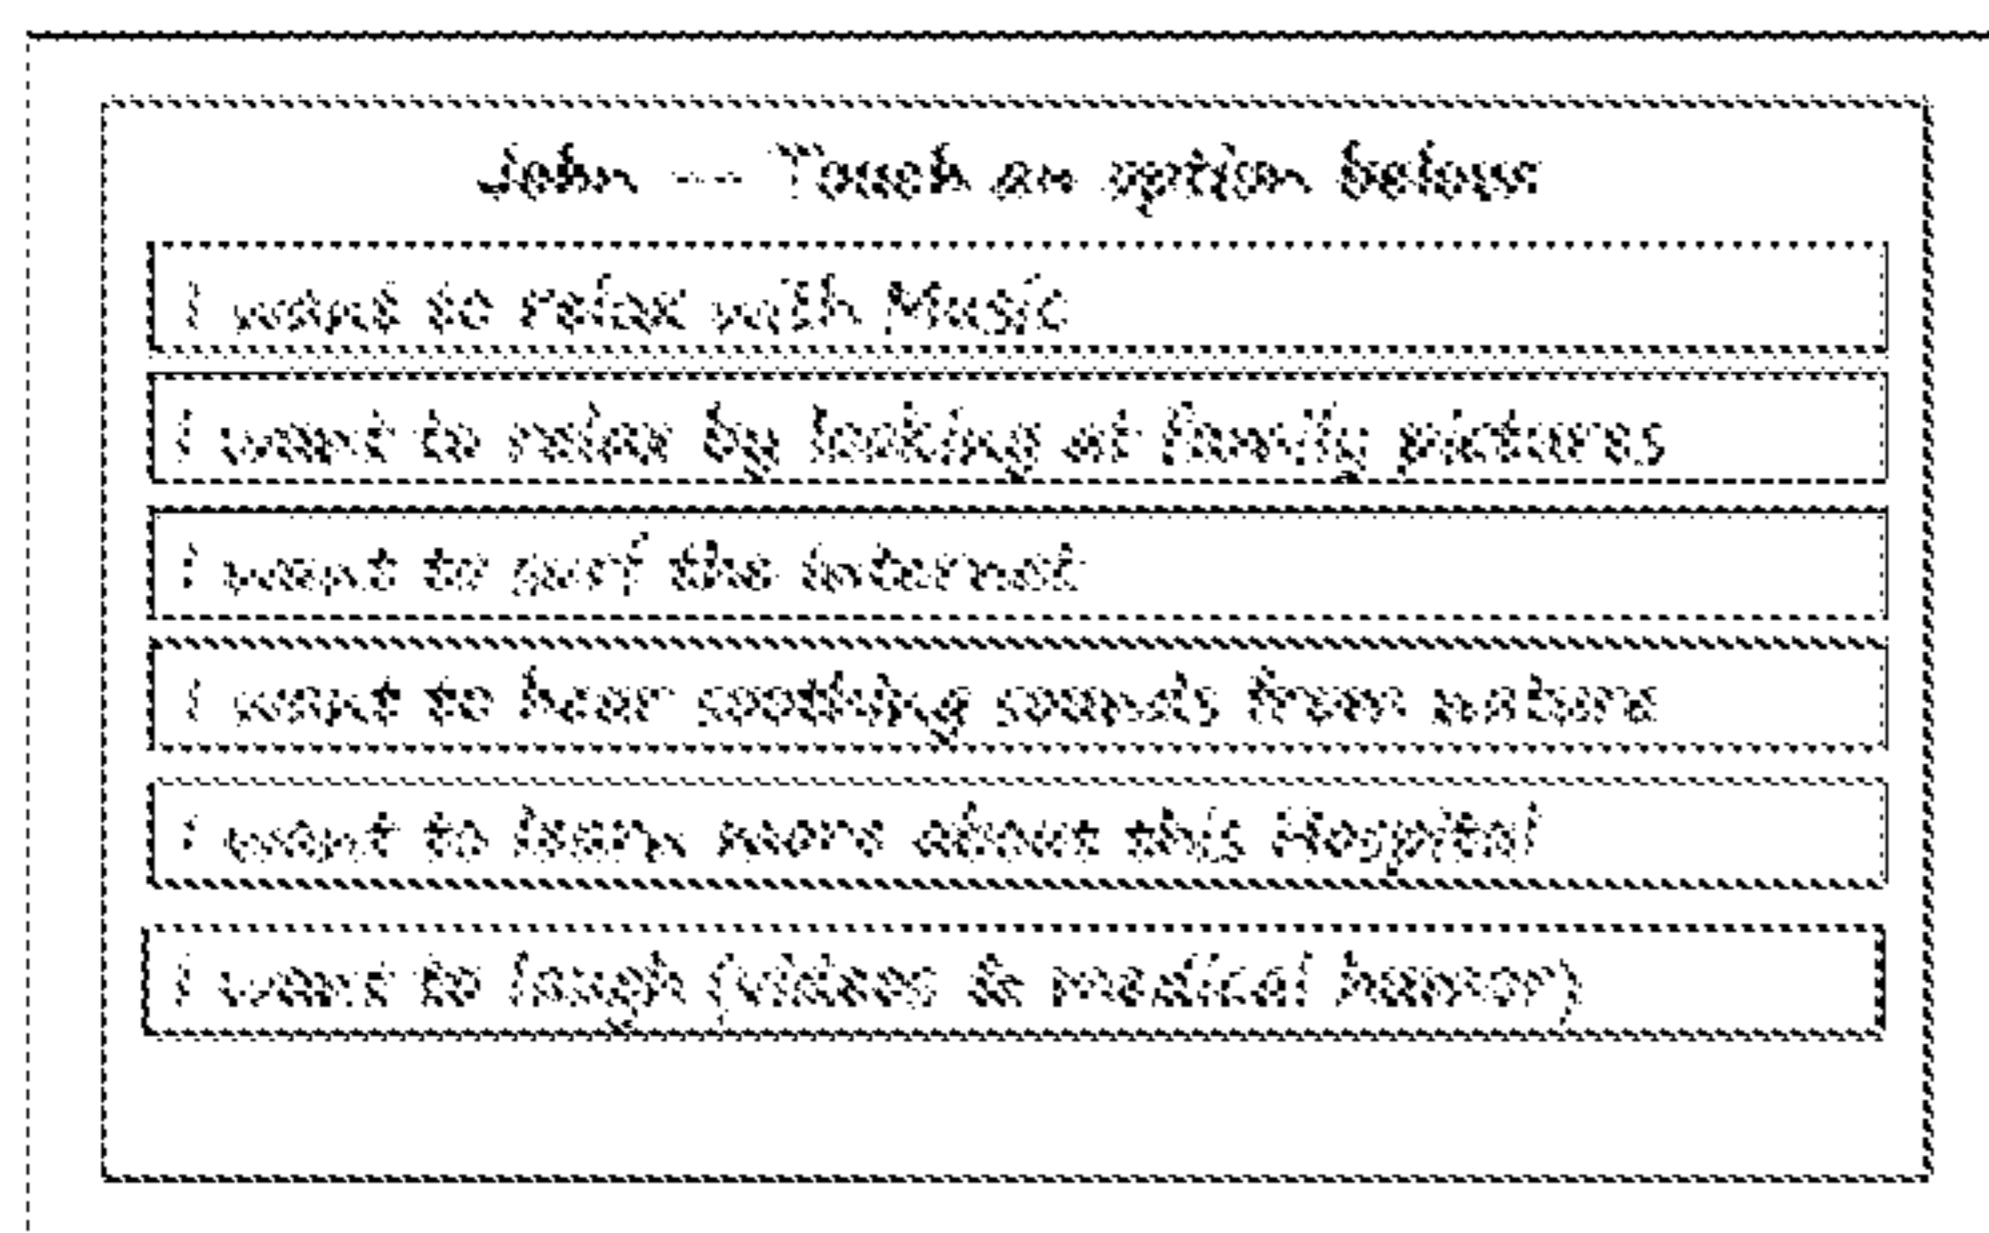 John -- Touch an option below:
I want to relax with Music
I want to relax by looking at family pictures
I want to surf the internet
I want to hear soothing sounds from nature
I want to learn more about this Hospital
I want to laugh (videos & medical humor)